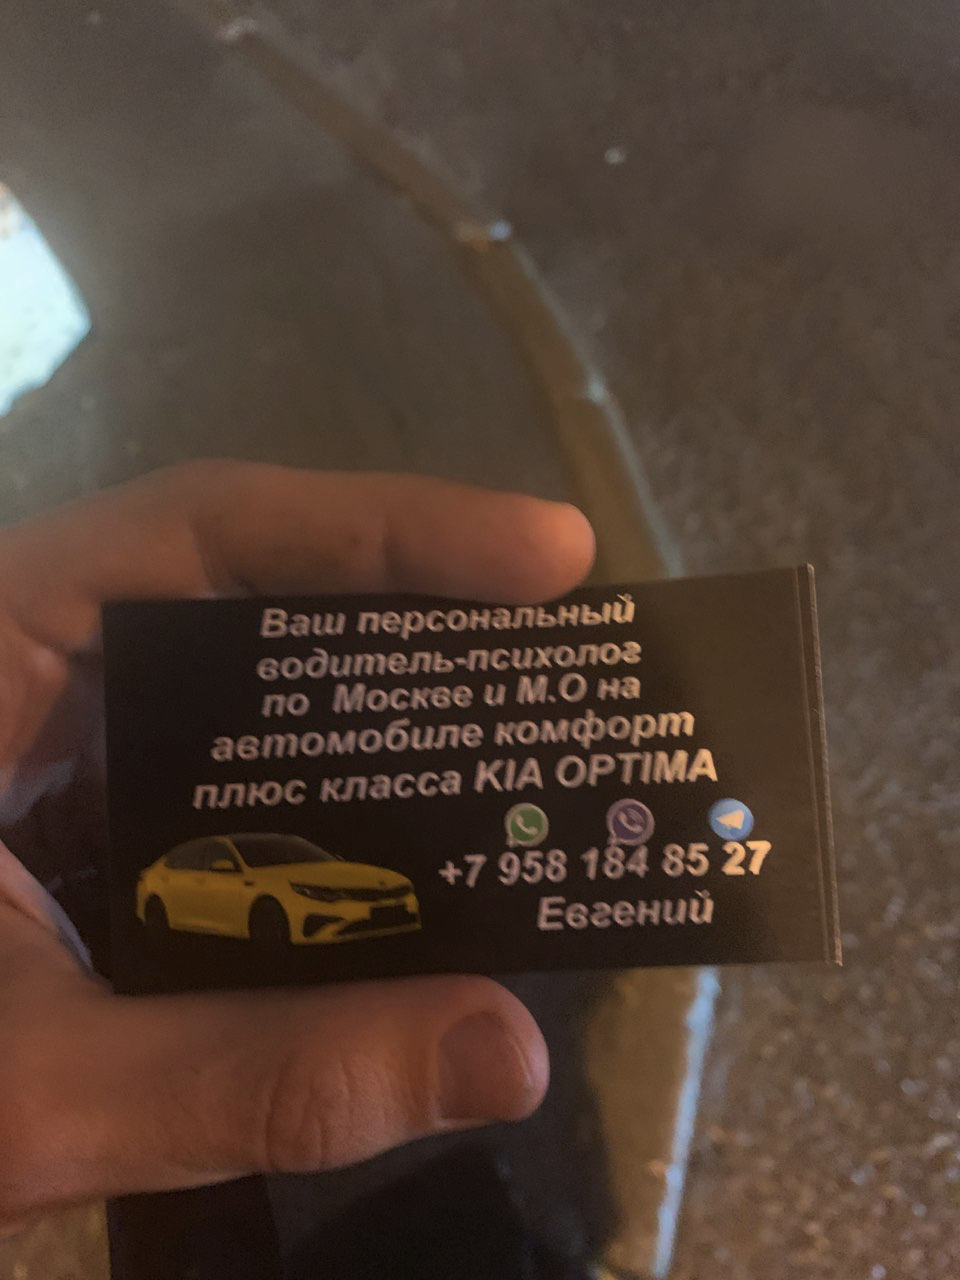 Ваш персональный
водитель-психолог
по Москве и М.О на
автомобиле комфорт
плюс класса KIA OPTIMA
+7 958 184 85 27
Евгений